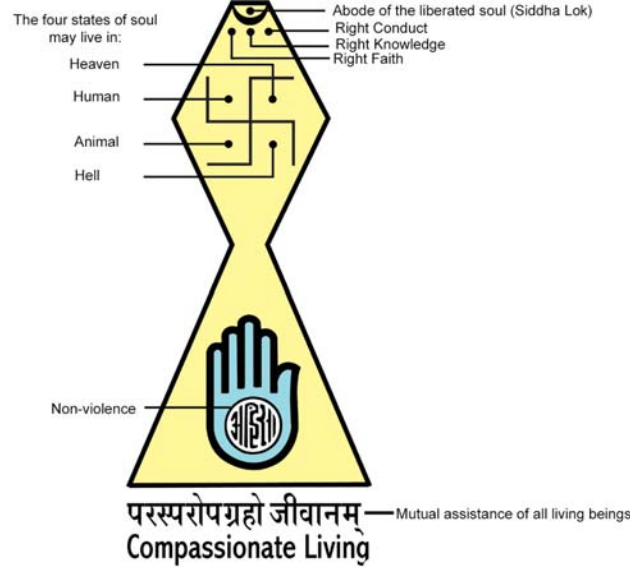 The four states of soul
may live in:
Heaven
Human
Animal
Hell
Abode of the liberated soul (Siddha Lok)
Right Conduct
Right Knowledge
Right Faith
Non-violence
अहिंसा
परस्परोपग्रहो जीवानम्
Mutual assistance of all living beings
Compassionate Living